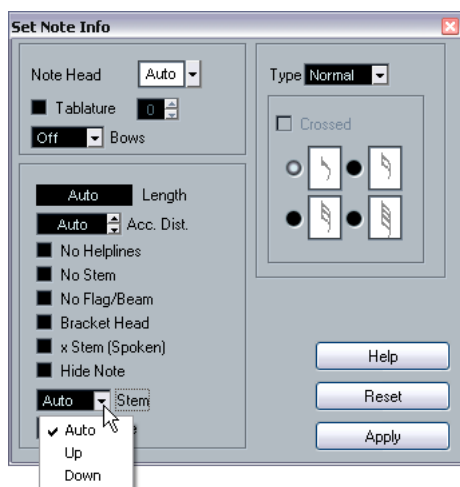 Set Note Info
Note Head Auto
Tablature 0
Off Bows
Auto Length
Auto Acc. Dist.
No Helplines
No Stem
No Flag/Beam
Bracket Head
x Stem (Spoken)
Hide Note
Auto Stem
Auto
Up
Down
Type Normal
Crossed
Help
Reset
Apply